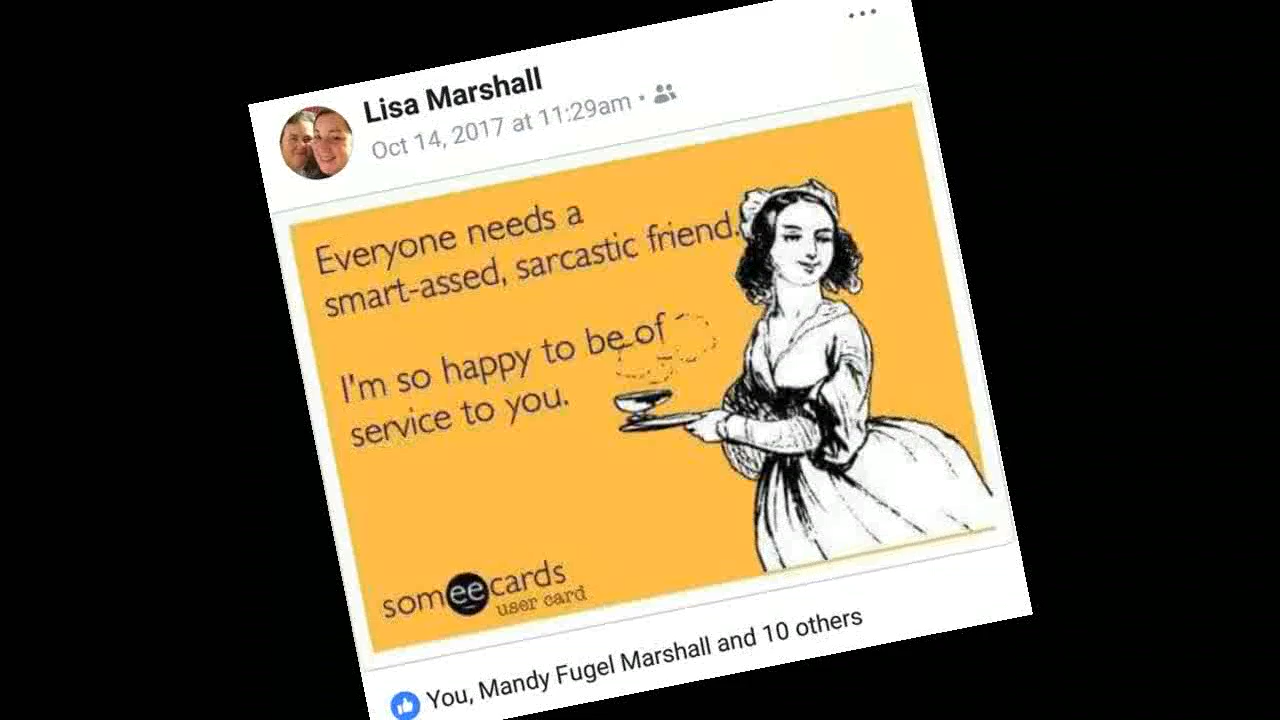 Lisa Marshall
Oct 14, 2017 at 11:29am
Everyone needs a
smart-assed, sarcastic friend.
I'm so happy to be of
service to you.
someecards
user card
You, Mandy Fugel Marshall and 10 others